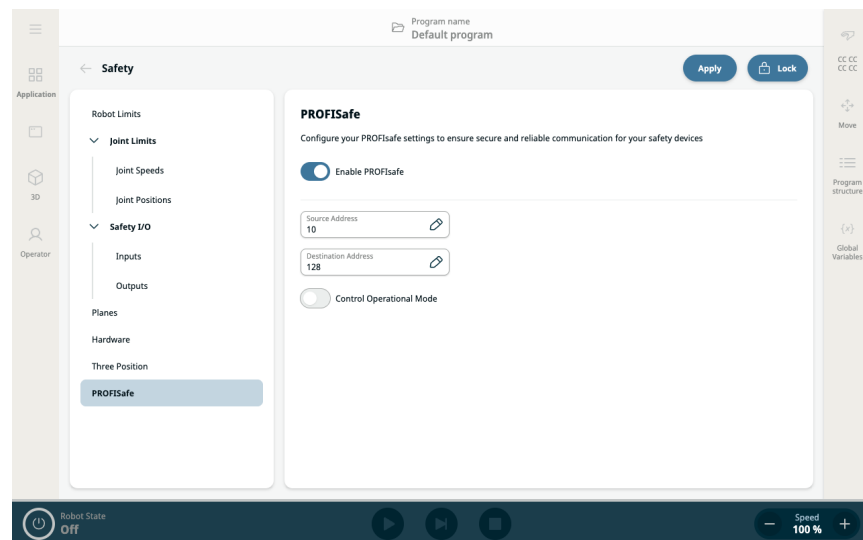 Program name
Default program
Safety
Apply
Lock
Application
3D
Operator
Robot Limits
Joint Limits
Joint Speeds
Joint Positions
Safety I/O
Inputs
Outputs
Planes
Hardware
Three Position
PROFISafe
PROFISafe
Configure your PROFIsafe settings to ensure secure and reliable communication for your safety devices
Enable PROFIsafe
Source Address
10
Destination Address
128
Control Operational Mode
CC CC
CC CC
Move
Program
structure
{x}
Global
Variables
Robot State
Off
Speed
100 %